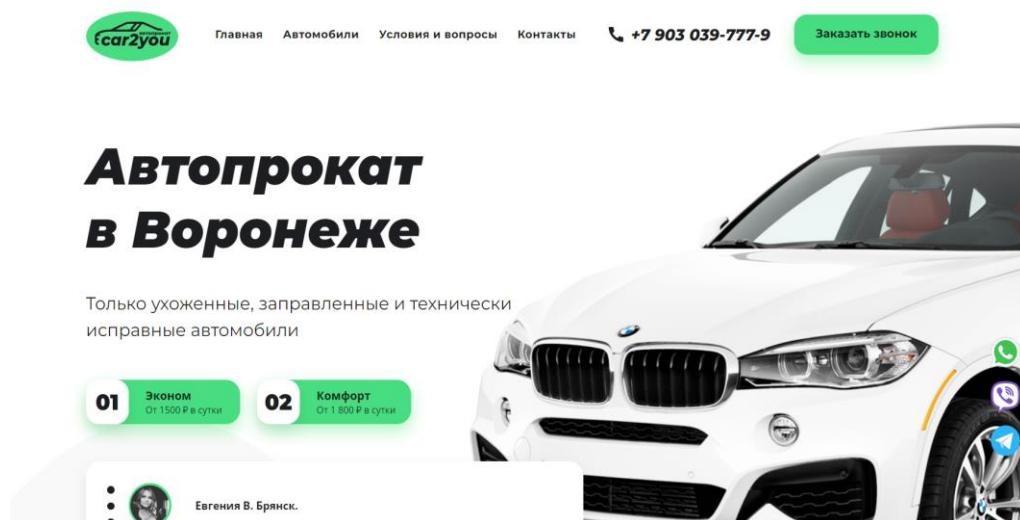 автопрокат
car2you
Главная
Автомобили
Условия и вопросы
Контакты
+7 903 039-777-9
Заказать звонок
Автопрокат
в Воронеже
Только ухоженные, заправленные и технически
исправные автомобили
01
Эконом
От 1500 ₽ в сутки
02
Комфорт
От 1 800 ₽ в сутки
Евгения В. Брянск.